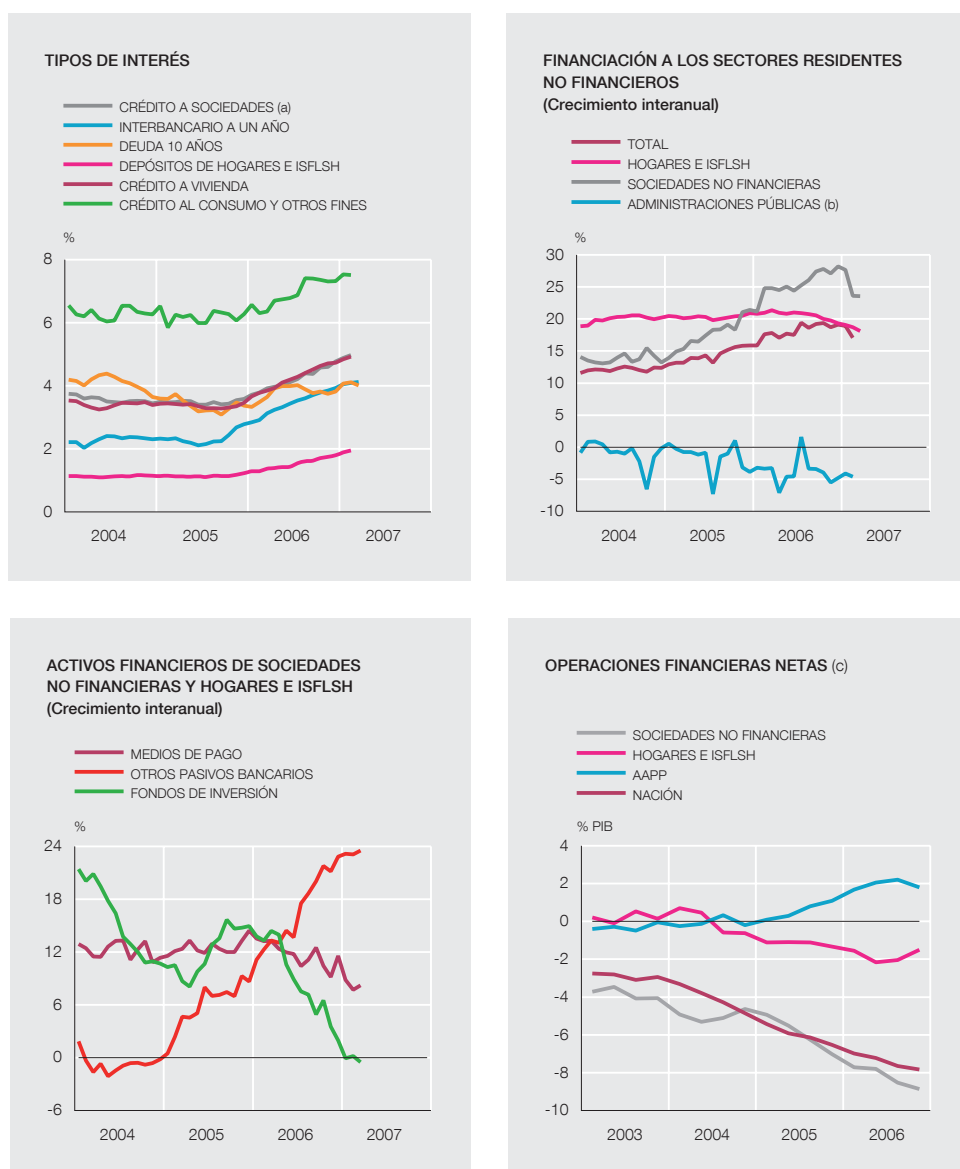 TIPOS DE INTERÉS
CRÉDITO A SOCIEDADES (a)
INTERBANCARIO A UN AÑO
DEUDA 10 AÑOS
DEPÓSITOS DE HOGARES E ISFLSH
CRÉDITO A VIVIENDA
CRÉDITO AL CONSUMO Y OTROS FINES
%
8
6
4
2
0
2004 2005 2006 2007
FINANCIACIÓN A LOS SECTORES RESIDENTES
NO FINANCIEROS
(Crecimiento interanual)
TOTAL
HOGARES E ISFLSH
SOCIEDADES NO FINANCIERAS
ADMINISTRACIONES PÚBLICAS (b)
%
30
25
20
15
10
5
0
-5
-10
2004 2005 2006 2007
ACTIVOS FINANCIEROS DE SOCIEDADES
NO FINANCIERAS Y HOGARES E ISFLSH
(Crecimiento interanual)
MEDIOS DE PAGO
OTROS PASIVOS BANCARIOS
FONDOS DE INVERSIÓN
%
24
18
12
6
0
-6
2004 2005 2006 2007
OPERACIONES FINANCIERAS NETAS (c)
SOCIEDADES NO FINANCIERAS
HOGARES E ISFLSH
AAPP
NACIÓN
% PIB
4
2
0
-2
-4
-6
-8
-10
2003 2004 2005 2006